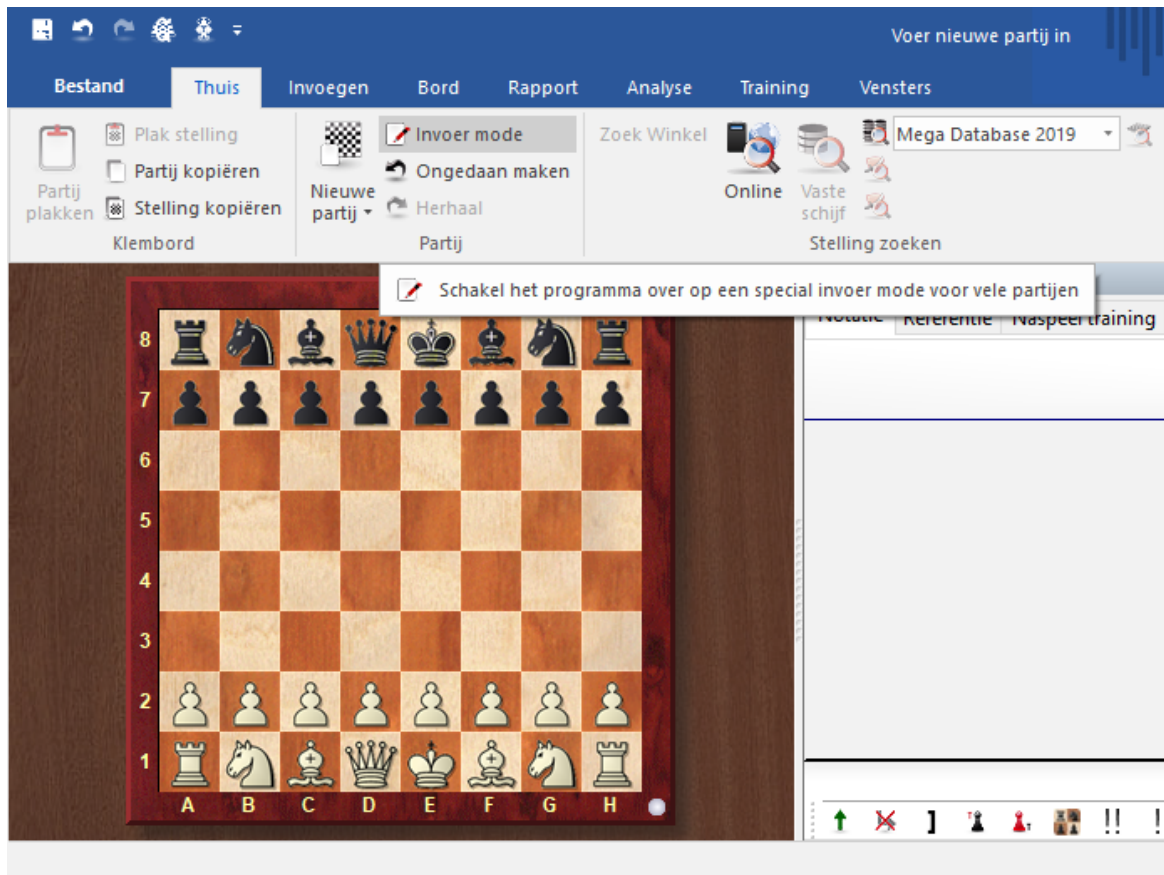 Voer nieuwe partij in
Bestand Thuis Invoegen Bord Rapport Analyse Training Vensters
Plak stelling
Partij kopiëren
Stelling kopiëren
Partij
plakken
Klembord
Nieuwe
partij
Invoer mode
Ongedaan maken
Herhaal
Partij
Zoek Winkel
Online
Vaste
schijf
Mega Database 2019
Stelling zoeken
Schakel het programma over op een special invoer mode voor vele partijen
Notatie Referentie Naspeel training
8
7
6
5
4
3
2
1
A B C D E F G H
] !! !